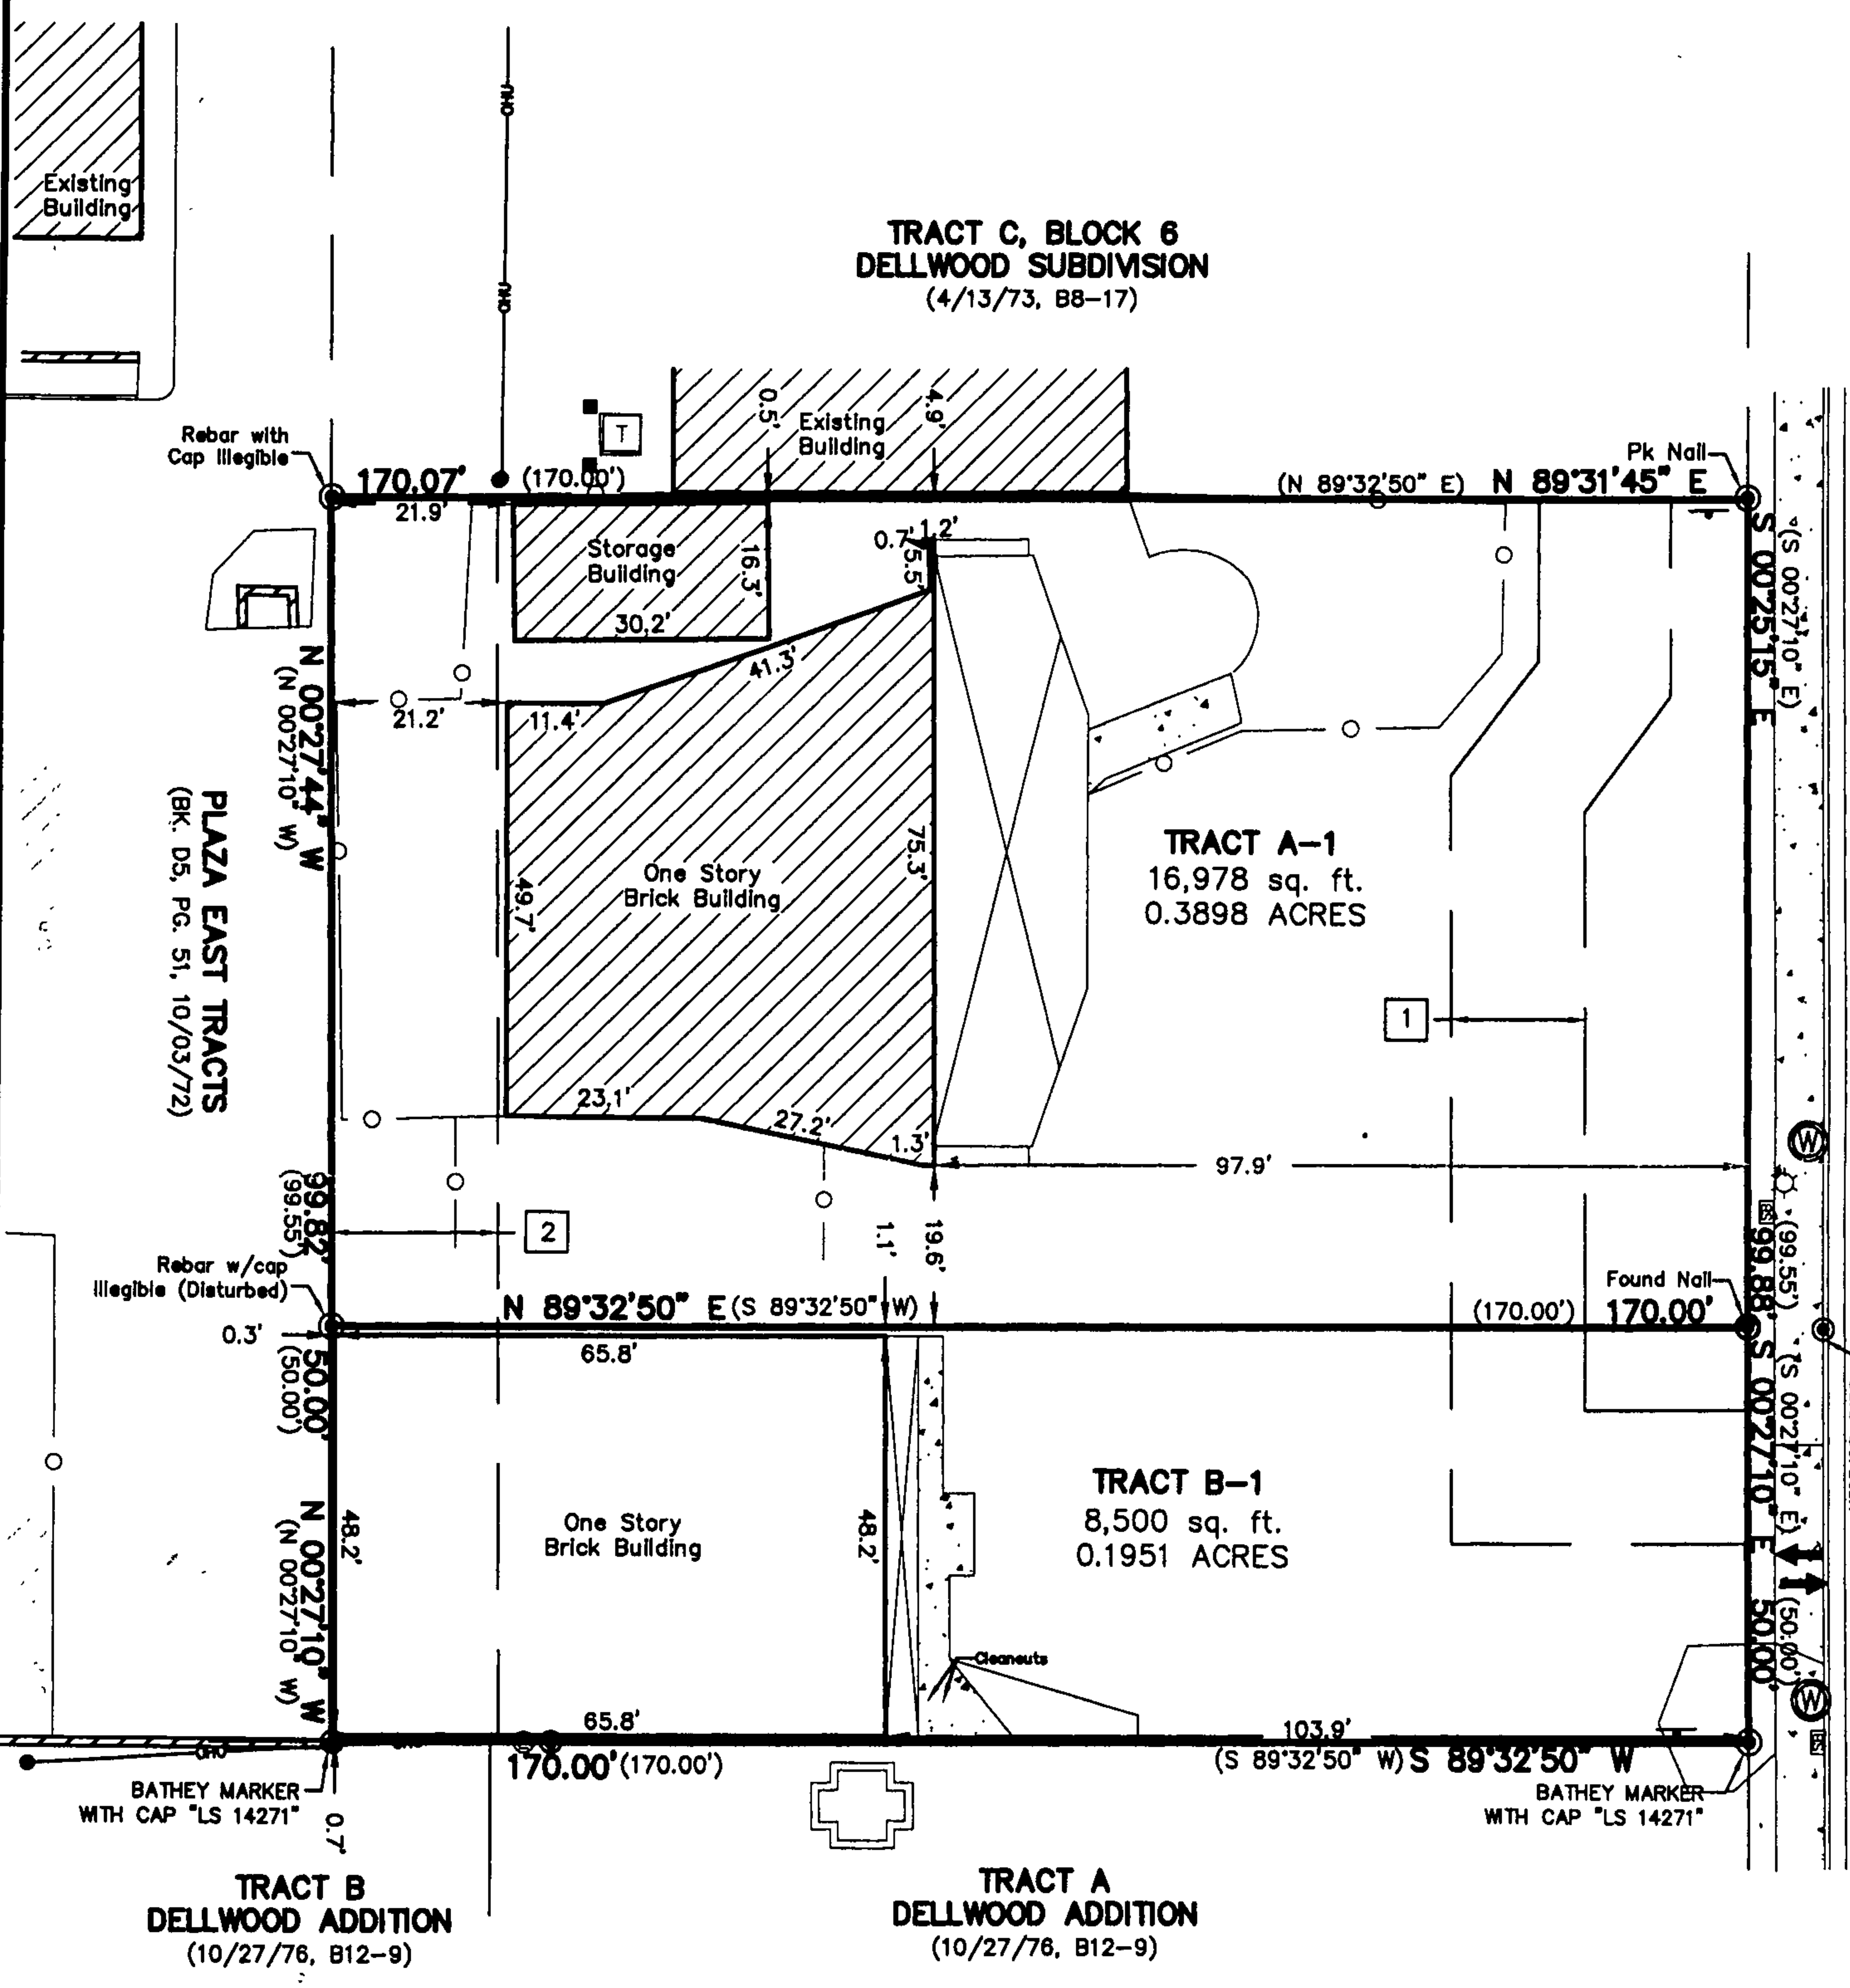 OHU
OHU
Existing
Building
TRACT C, BLOCK 6
DELLWOOD SUBDIVISION
(4/13/73, B8-17)
0.5'
4.9'
Existing
Building
T
Rebar with
Cap Illegible
Pk Nail
170.07'
(170.00')
(N 89°32'50" E)
N 89°31'45" E
21.9'
Storage
Building
16.3'
30.2'
0.7'
1.2'
5.5'
41.3'
21.2'
11.4'
S 00°25'15" E
(S 00°27'10" E)
N 00°27'44" W
(N 00°27'10" W)
PLAZA EAST TRACTS
(BK. D5, PG. 51, 10/03/72)
49.7'
One Story
Brick Building
75.3'
TRACT A-1
16,978 sq. ft.
0.3898 ACRES
1
23.1'
27.2'
1.3'
97.9'
W
99.82'
(99.55')
2
1.1'
19.6'
ES
99.88'
(99.55')
Rebar w/cap
Illegible (Disturbed)
Found Nail
N 89°32'50" E
(S 89°32'50" W)
(170.00')
170.00'
0.3'
65.8'
50.00'
(50.00')
S 00°27'10" E
(S 00°27'10" E)
48.2'
One Story
Brick Building
48.2'
TRACT B-1
8,500 sq. ft.
0.1951 ACRES
N 00°27'10" W
(N 00°27'10" W)
50.00'
(50.00')
Cleanouts
W
ES
OHU
OHU
65.8'
103.9'
170.00'
(170.00')
(S 89°32'50" W)
S 89°32'50" W
BATHEY MARKER
WITH CAP "LS 14271"
0.7'
BATHEY MARKER
WITH CAP "LS 14271"
TRACT B
DELLWOOD ADDITION
(10/27/76, B12-9)
TRACT A
DELLWOOD ADDITION
(10/27/76, B12-9)